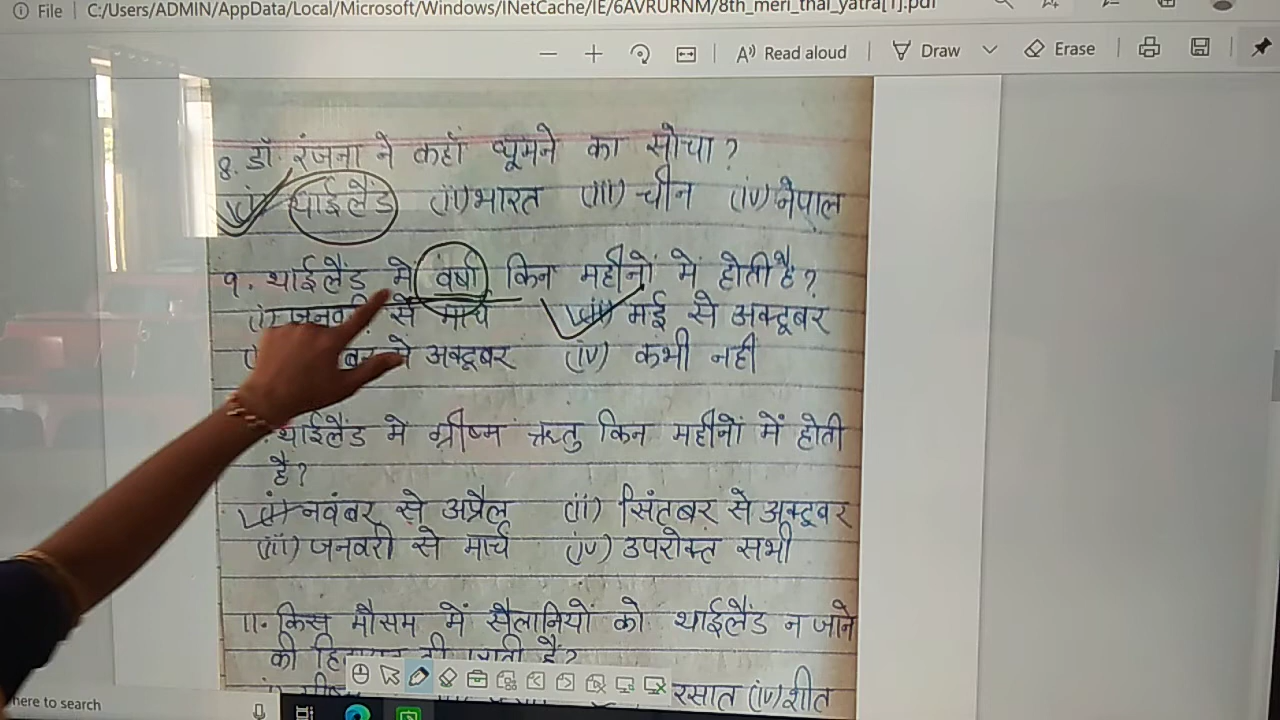 File | C:/Users/ADMIN/AppData/Local/Microsoft/Windows/INetCache/IE/6AVRURNM/8th_meri_thai_yatra[1].pdf
Read aloud | Draw Erase
8. डॉ. रंजना ने कहाँ घूमने का सोचा ?
(i) थाईलैंड (ii) भारत (iii) चीन (iv) नेपाल
9. थाईलैंड में वर्षा किन महीनों में होती है ?
(i) जनवरी से मार्च (ii) मई से अक्टूबर
से अक्टूबर (iv) कभी नहीं
थाईलैंड में ग्रीष्म ऋतु किन महीनों में होती
है ?
(i) नवंबर से अप्रैल (ii) सितंबर से अक्टूबर
(iii) जनवरी से मार्च (iv) उपरोक्त सभी
11. किस मौसम में सैलानियों को थाईलैंड न जाने
की है ?
(iv) शीत
here to search